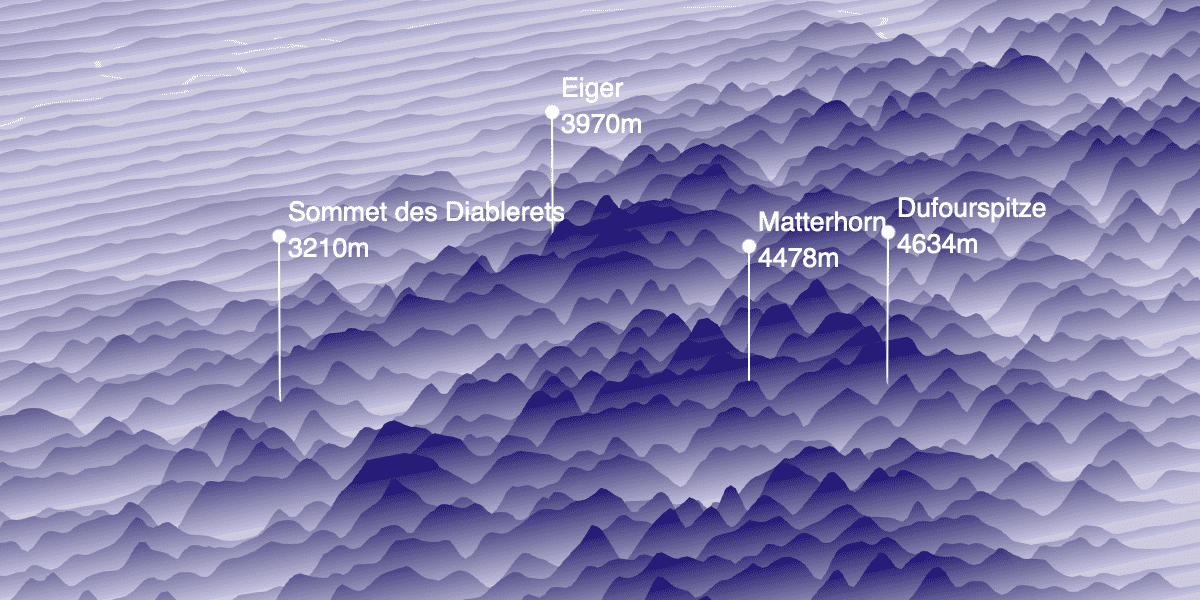 Eiger
3970m
Sommet des Diablerets
3210m
Matterhorn
4478m
Dufourspitze
4634m